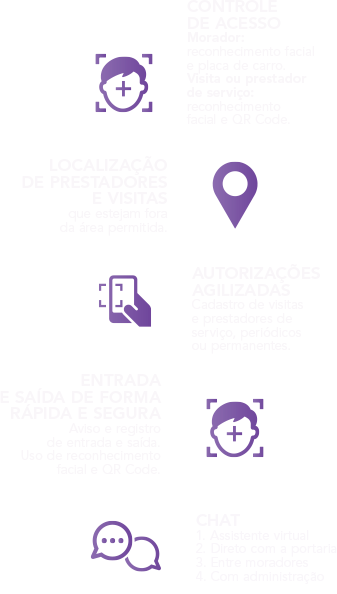 CONTROLE
DE ACESSO
Morador:
reconhecimento facial
e placa de carro.
Visita ou prestador
de serviço:
reconhecimento
facial e QR Code.
LOCALIZAÇÃO
DE PRESTADORES
E VISITAS
que estejam fora
da área permitida.
AUTORIZAÇÕES
AGILIZADAS
Cadastro de visitas
e prestadores de
serviço, periódicos
ou permanentes.
ENTRADA
E SAÍDA DE FORMA
RÁPIDA E SEGURA
Aviso e registro
de entrada e saída.
Uso de reconhecimento
facial e QR Code.
CHAT
1. Assistente virtual
2. Direto com a portaria
3. Entre moradores
4. Com administração